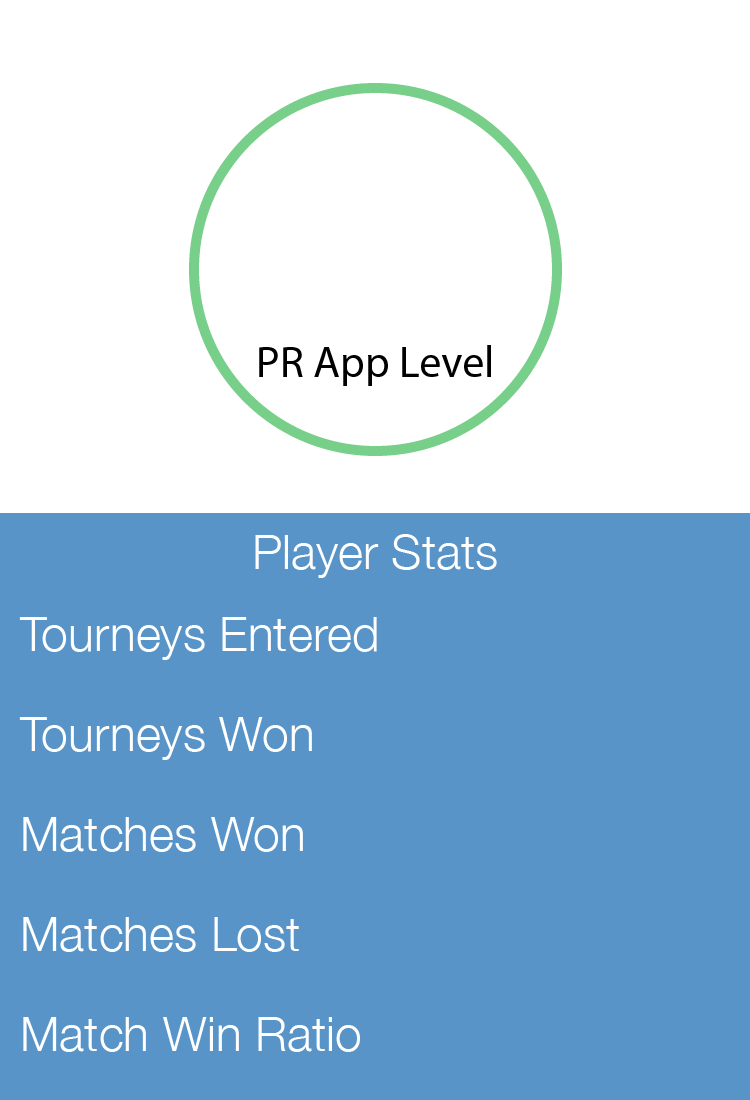 PR App Level
Player Stats
Tourneys Entered
Tourneys Won
Matches Won
Matches Lost
Match Win Ratio